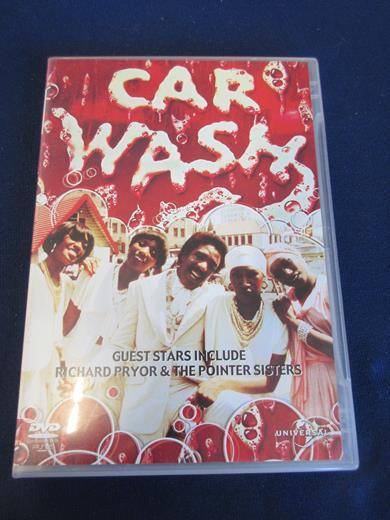 CAR
WASH
GUEST STARS INCLUDE
RICHARD PRYOR & THE POINTER SISTERS
DVD
UNIVERSAL